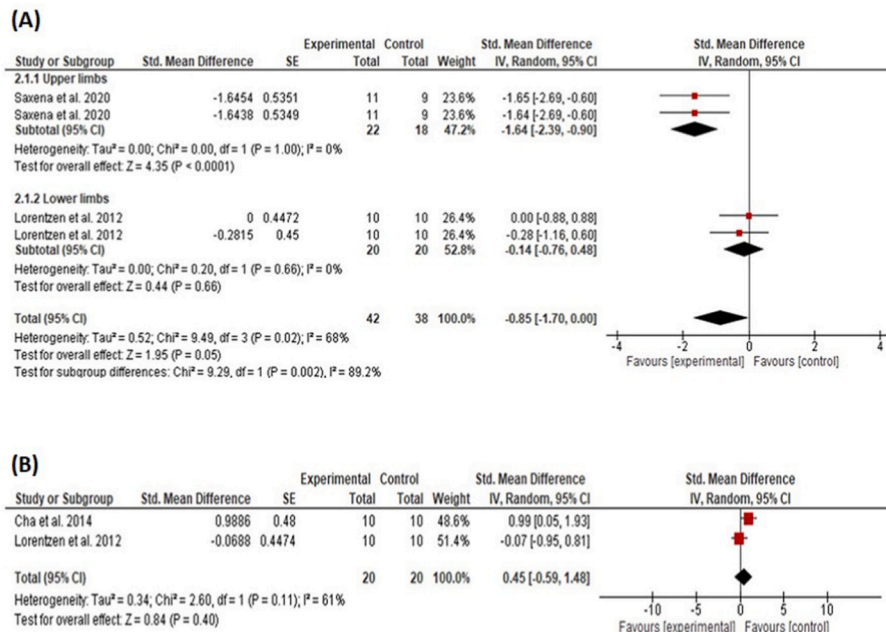 (A)
Experimental Control Std. Mean Difference Std. Mean Difference
Study or Subgroup Std. Mean Difference SE Total Total Weight IV, Random, 95% CI IV, Random, 95% CI
2.1.1 Upper limbs
Saxena et al. 2020 -1.6454 0.5351 11 9 23.6% -1.65 [-2.69, -0.60]
Saxena et al. 2020 -1.6438 0.5349 11 9 23.6% -1.64 [-2.69, -0.60]
Subtotal (95% CI) 22 18 47.2% -1.64 [-2.39, -0.90]
Heterogeneity: Tau² = 0.00; Chi² = 0.00, df = 1 (P = 1.00); I² = 0%
Test for overall effect: Z = 4.35 (P < 0.0001)
2.1.2 Lower limbs
Lorentzen et al. 2012 0 0.4472 10 10 26.4% 0.00 [-0.88, 0.88]
Lorentzen et al. 2012 -0.2815 0.45 10 10 26.4% -0.28 [-1.16, 0.60]
Subtotal (95% CI) 20 20 52.8% -0.14 [-0.76, 0.48]
Heterogeneity: Tau² = 0.00; Chi² = 0.20, df = 1 (P = 0.66); I² = 0%
Test for overall effect: Z = 0.44 (P = 0.66)
Total (95% CI) 42 38 100.0% -0.85 [-1.70, 0.00]
Heterogeneity: Tau² = 0.52; Chi² = 9.49, df = 3 (P = 0.02); I² = 68%
Test for overall effect: Z = 1.95 (P = 0.05)
Test for subgroup differences: Chi² = 9.29, df = 1 (P = 0.002), I² = 89.2%
-4 -2 0 2 4
Favours [experimental] Favours [control]
(B)
Experimental Control Std. Mean Difference Std. Mean Difference
Study or Subgroup Std. Mean Difference SE Total Total Weight IV, Random, 95% CI IV, Random, 95% CI
Cha et al. 2014 0.9886 0.48 10 10 48.6% 0.99 [0.05, 1.93]
Lorentzen et al. 2012 -0.0688 0.4474 10 10 51.4% -0.07 [-0.95, 0.81]
Total (95% CI) 20 20 100.0% 0.45 [-0.59, 1.48]
Heterogeneity: Tau² = 0.34; Chi² = 2.60, df = 1 (P = 0.11); I² = 61%
Test for overall effect: Z = 0.84 (P = 0.40)
-10 -5 0 5 10
Favours [experimental] Favours [control]